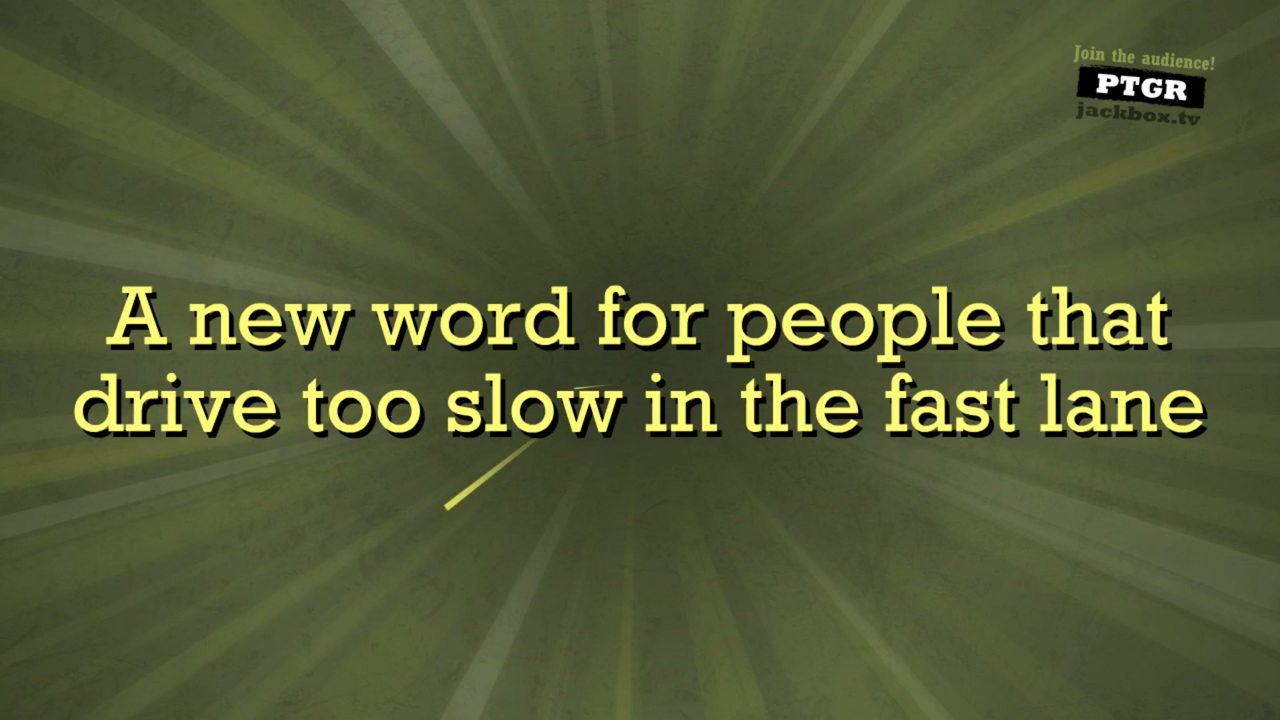 Join the audience!
PTGR
jackbox.tv
A new word for people that
drive too slow in the fast lane